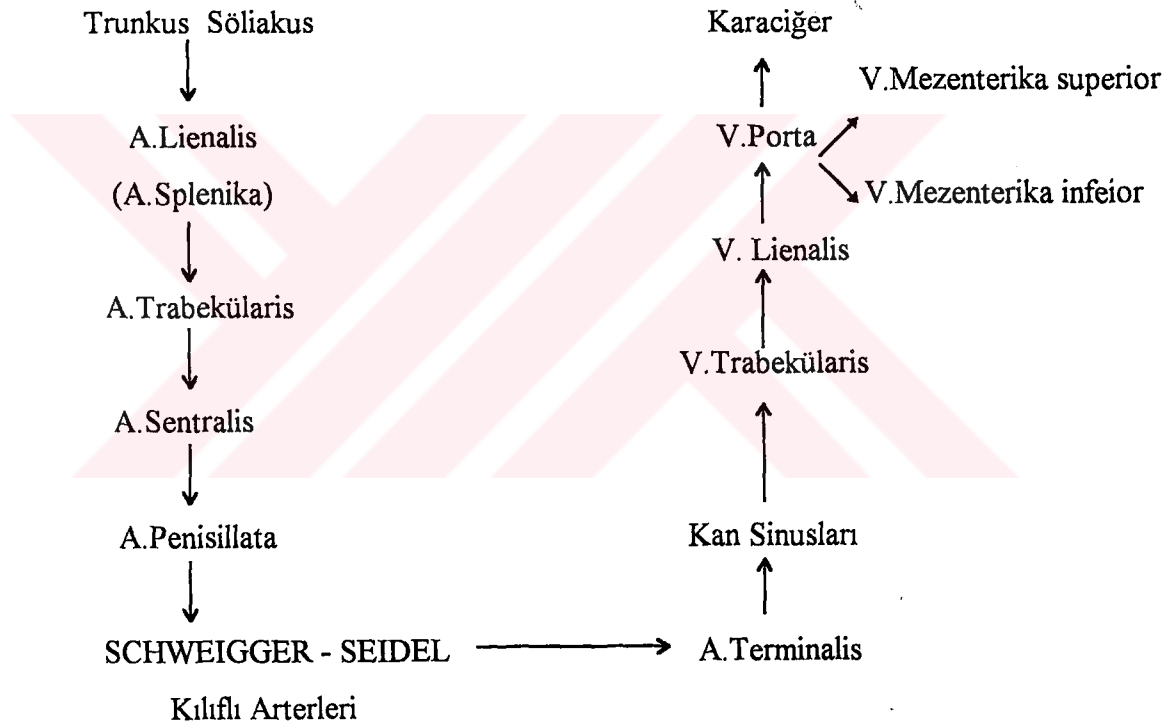 Trunkus Söliakus
A.Lienalis
(A.Splenika)
A.Trabekülaris
A.Sentralis
A.Penisillata
SCHWEIGGER - SEIDEL
Kılıflı Arterleri
A.Terminalis
Kan Sinusları
V.Trabekülaris
V. Lienalis
V.Porta
V.Mezenterika superior
V.Mezenterika infeior
Karaciğer